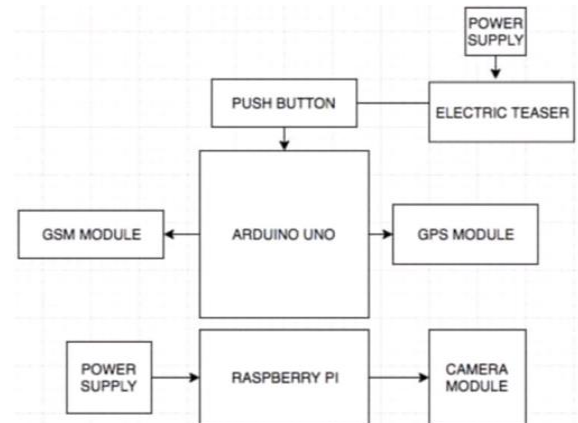 POWER
SUPPLY
PUSH BUTTON
ELECTRIC TEASER
GSM MODULE
ARDUINO UNO
GPS MODULE
POWER
SUPPLY
RASPBERRY PI
CAMERA
MODULE